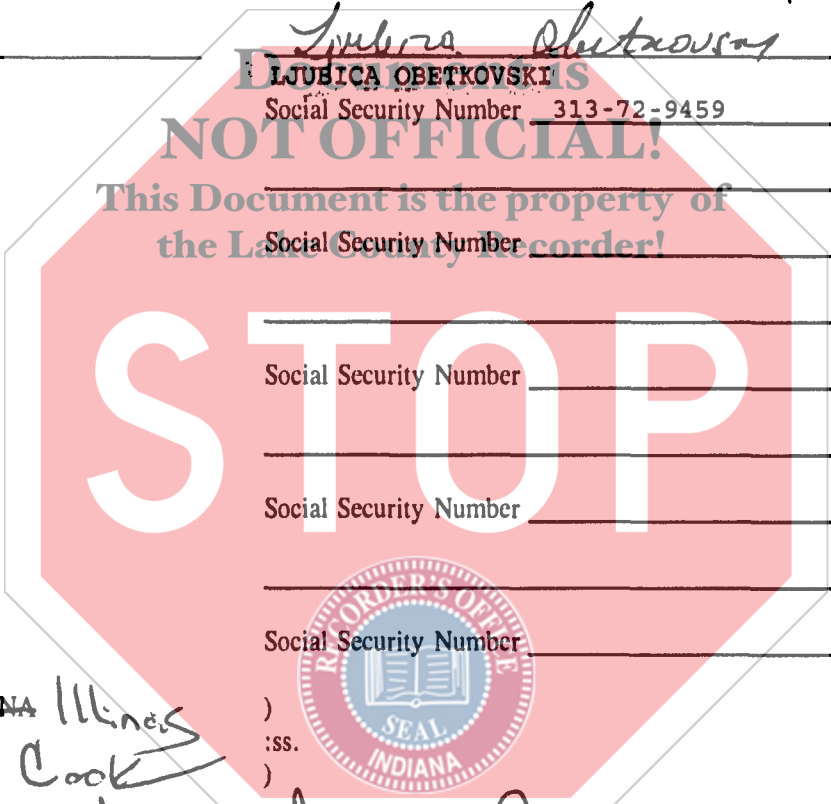 Document is
LJUBICA OBETKOVSKI
Social Security Number 313-72-9459
NOT OFFICIAL!
This Document is the property of
the Lake County Recorder!
Social Security Number
STOP
Social Security Number
Social Security Number
Social Security Number
RECORDER'S OFFICE
SEAL
INDIANA
NA Illinois )
:ss.
Cook )